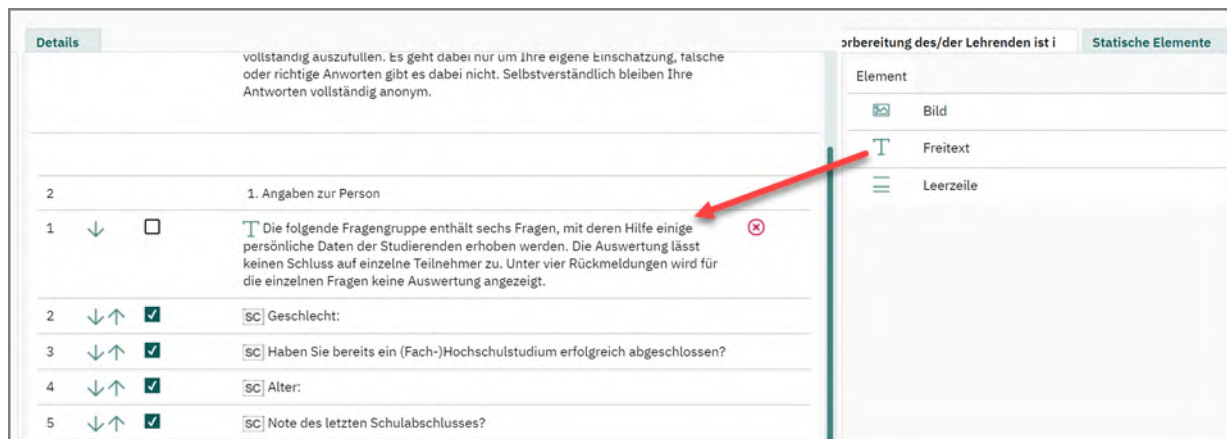 Details
orbereitung des/der Lehrenden ist i
Statische Elemente
vollständig auszufüllen. Es geht dabei nur um Ihre eigene Einschätzung, falsche
oder richtige Anworten gibt es dabei nicht. Selbstverständlich bleiben Ihre
Antworten vollständig anonym.
Element
Bild
Freitext
Leerzeile
2 1. Angaben zur Person
1 T Die folgende Fragengruppe enthält sechs Fragen, mit deren Hilfe einige
persönliche Daten der Studierenden erhoben werden. Die Auswertung lässt
keinen Schluss auf einzelne Teilnehmer zu. Unter vier Rückmeldungen wird für
die einzelnen Fragen keine Auswertung angezeigt.
2 SC Geschlecht:
3 SC Haben Sie bereits ein (Fach-)Hochschulstudium erfolgreich abgeschlossen?
4 SC Alter:
5 SC Note des letzten Schulabschlusses?